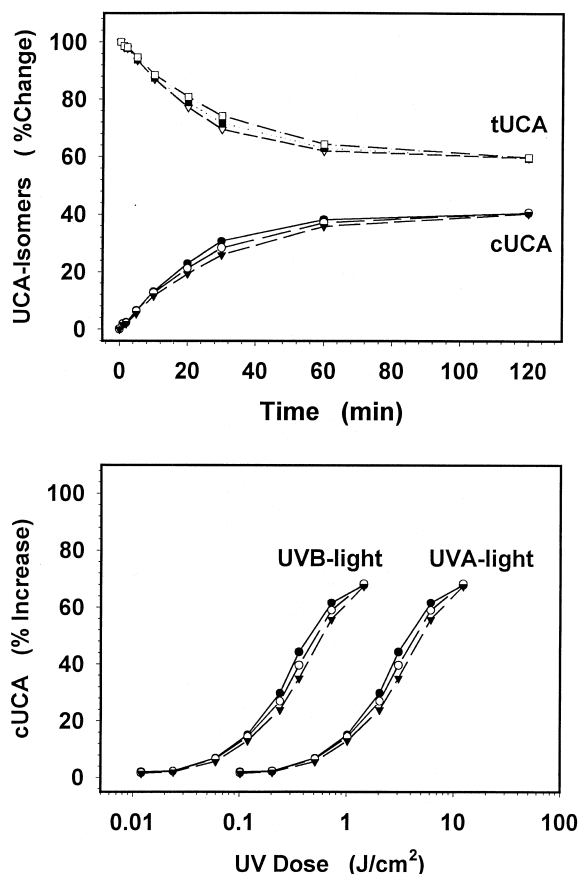 UCA-Isomers ( %Change)
100
80
60
40
20
0
tUCA
cUCA
0 20 40 60 80 100 120
Time (min)
cUCA (% Increase)
100
80
60
40
20
0
UVB-light UVA-light
0.01 0.1 1 10 100
UV Dose (J/cm²)